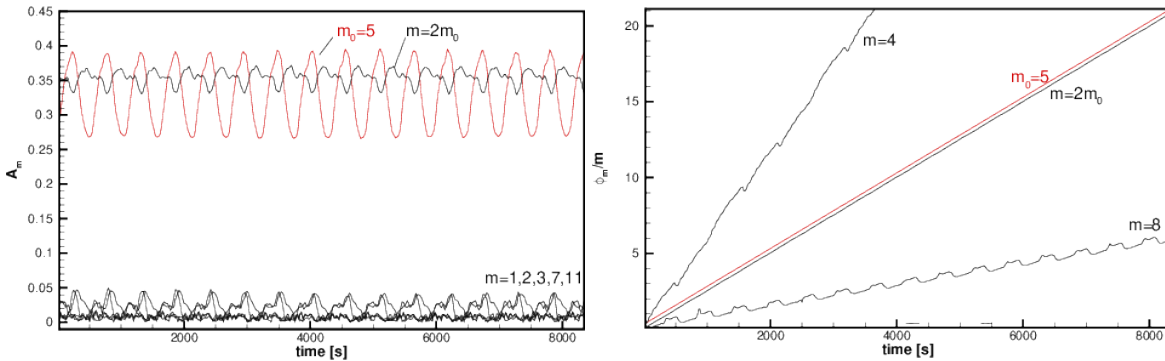 0.45
0.4
0.35
0.3
0.25
0.2
0.15
0.1
0.05
0
A_m
m₀=5
m=2m₀
m=1,2,3,7,11
2000
4000
6000
8000
time [s]
20
15
10
5
ϕ_m/m
m=4
m₀=5
m=2m₀
m=8
2000
4000
6000
8000
time [s]